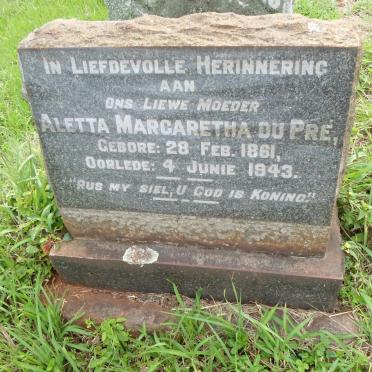 In Liefdevolle Herinnering
aan
ons Liewe Moeder
Aletta Margaretha du Pré,
Gebore: 28 Feb. 1861,
Oorlede: 4 Junie 1943.
"Rus my siel, U God is Koning."